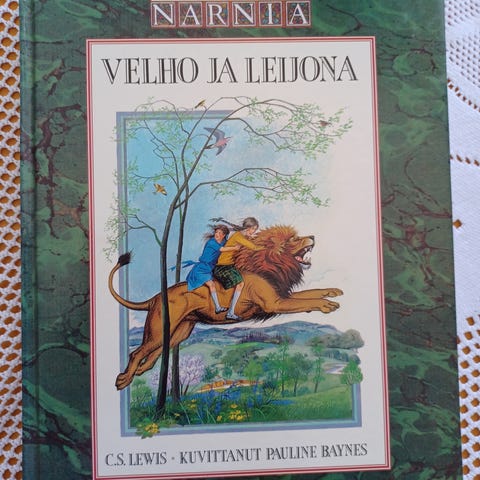 NARNIA
VELHO JA LEIJONA
C.S. LEWIS • KUVITTANUT PAULINE BAYNES